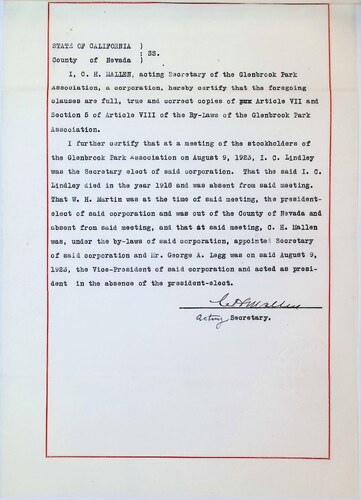 STATE OF CALIFORNIA )
) SS.
County of Nevada )
I, C. H. MALLEN, acting Secretary of the Glenbrook Park
Association, a corporation, hereby certify that the foregoing
clauses are full, true and correct copies of Article VII and
Section 5 of Article VIII of the By-Laws of the Glenbrook Park
Association.
I further certify that at a meeting of the stockholders
of the Glenbrook Park Association on August 9, 1923, I. C. Lindley
was the Secretary elect of said corporation. That the said I. C.
Lindley died in the year 1918 and was absent from said meeting.
That W. H. Martin was at the time of said meeting, the president-
elect of said corporation and was out of the County of Nevada and
absent from said meeting, and that at said meeting, C. H. Mallen
was, under the by-laws of said corporation, appointed Secretary
of said corporation and Mr. George A. Legg was on said August 9,
1923, the Vice-President of said corporation and acted as presi-
dent in the absence of the president-elect.
C H Mallen
Acting Secretary.